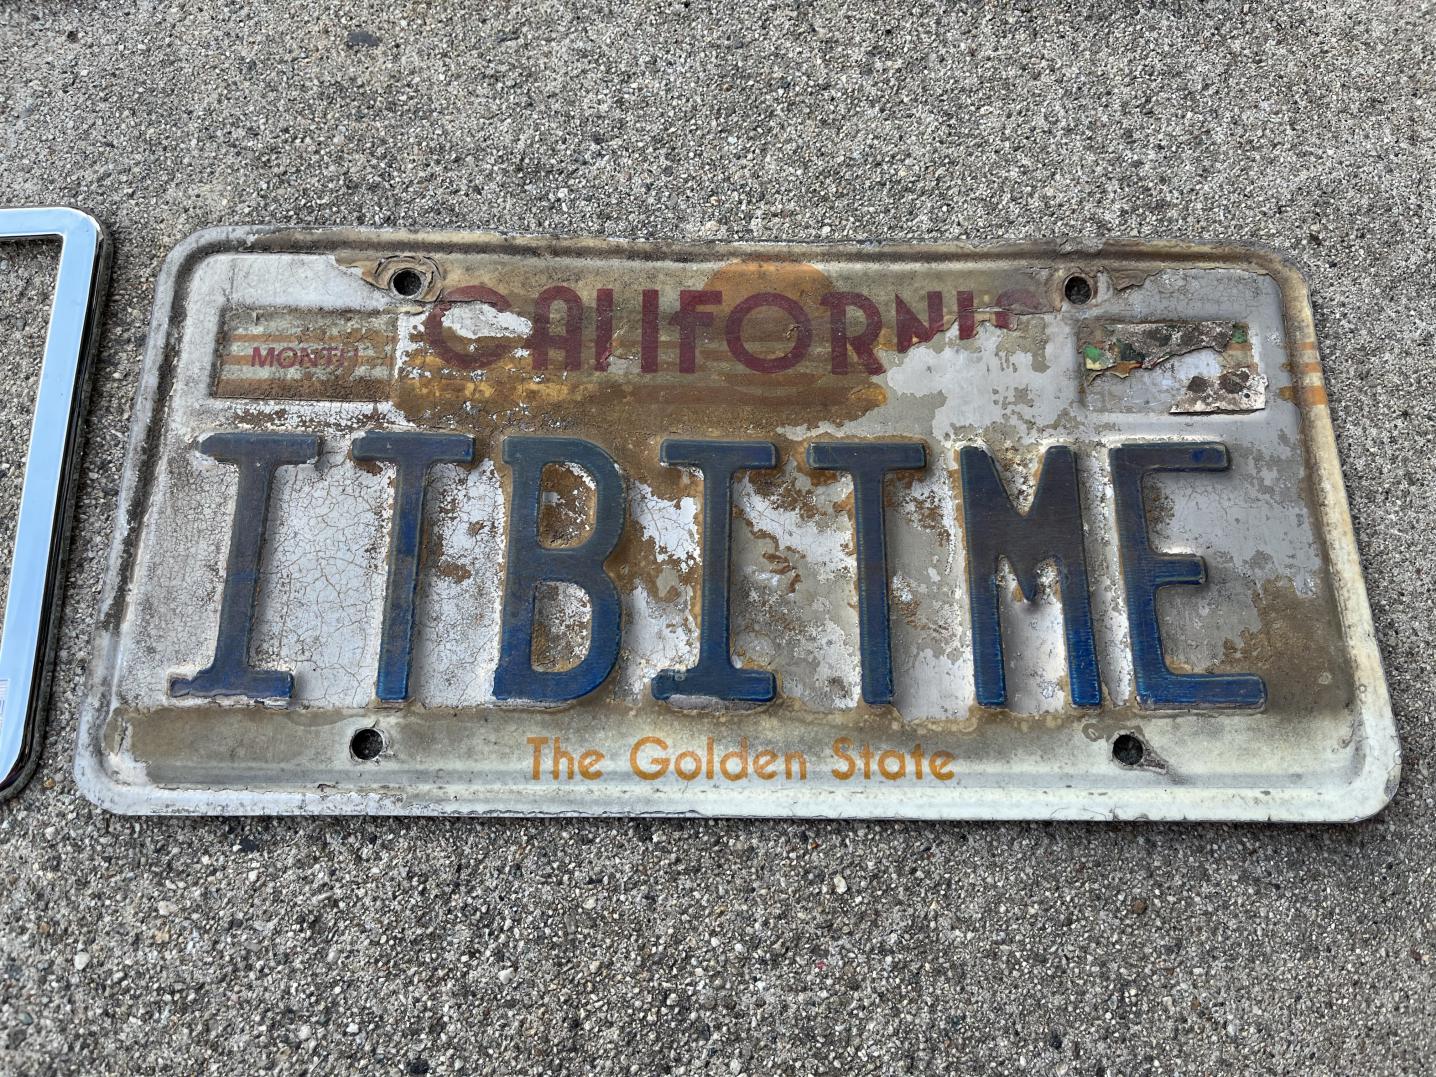 CALIFORNIA
MONTH
ITBITME
The Golden State